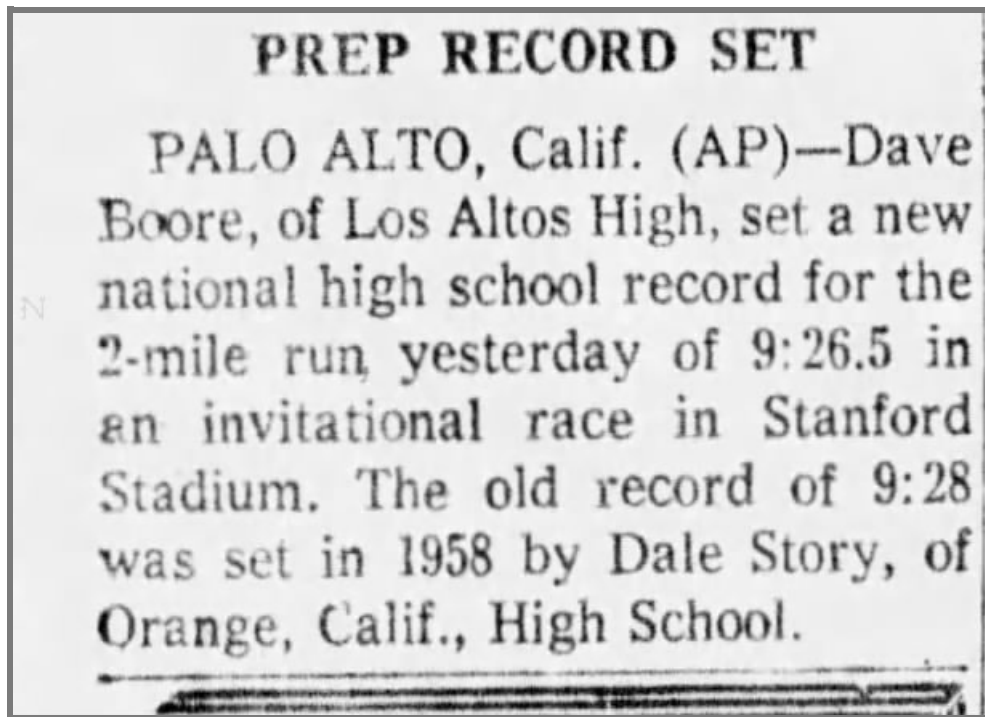 PREP RECORD SET
PALO ALTO, Calif. (AP)—Dave
Boore, of Los Altos High, set a new
national high school record for the
2-mile run, yesterday of 9:26.5 in
an invitational race in Stanford
Stadium. The old record of 9:28
was set in 1958 by Dale Story, of
Orange, Calif., High School.
N